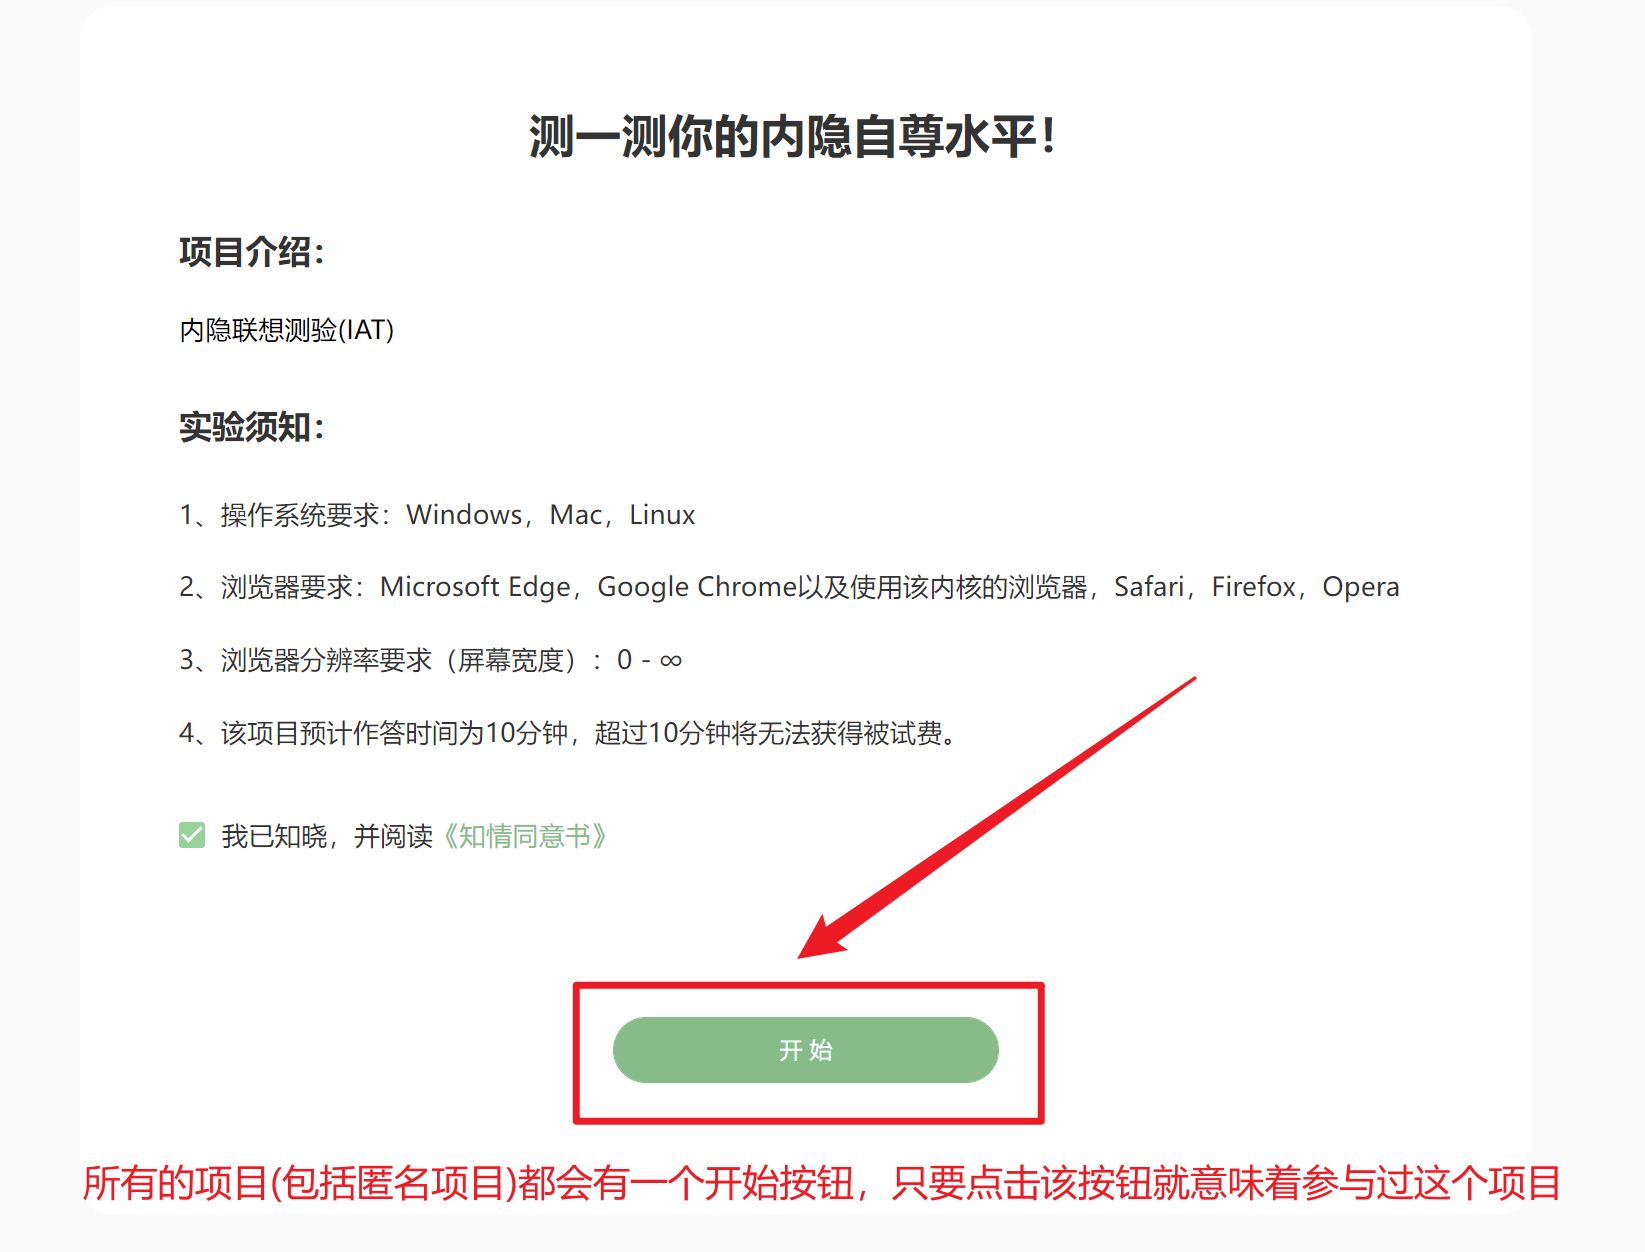 测一测你的内隐自尊水平！
项目介绍：
内隐联想测验(IAT)
实验须知：
1、操作系统要求：Windows，Mac，Linux
2、浏览器要求：Microsoft Edge，Google Chrome以及使用该内核的浏览器，Safari，Firefox，Opera
3、浏览器分辨率要求（屏幕宽度）：0 - ∞
4、该项目预计作答时间为10分钟，超过10分钟将无法获得被试费。
我已知晓，并阅读《知情同意书》
开 始
所有的项目(包括匿名项目)都会有一个开始按钮，只要点击该按钮就意味着参与过这个项目